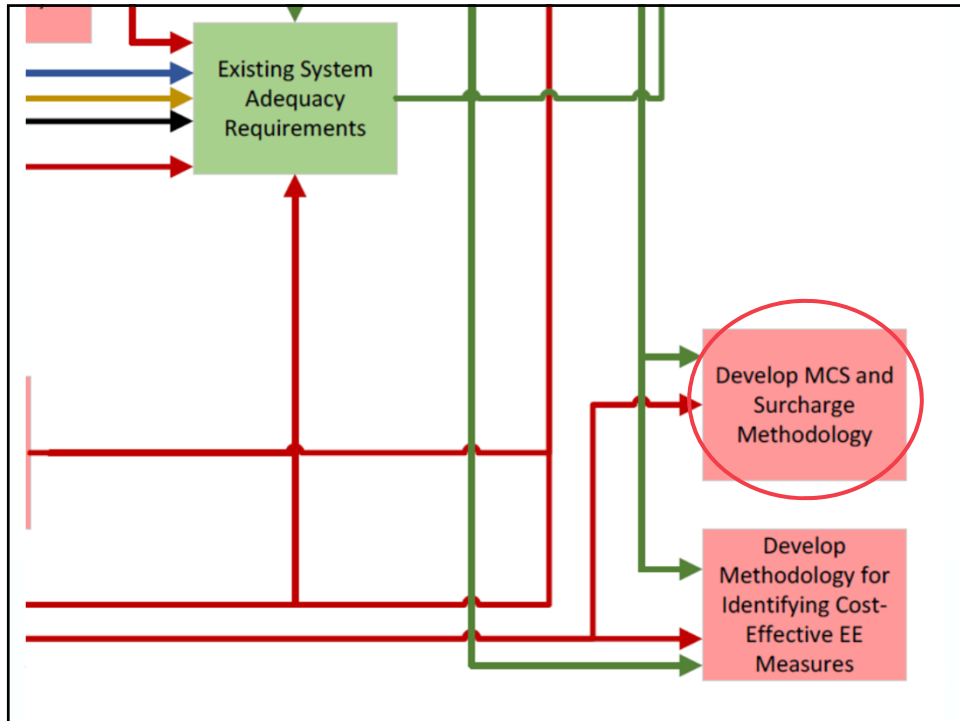 Existing System
Adequacy
Requirements
Develop MCS and
Surcharge
Methodology
Develop
Methodology for
Identifying Cost-
Effective EE
Measures